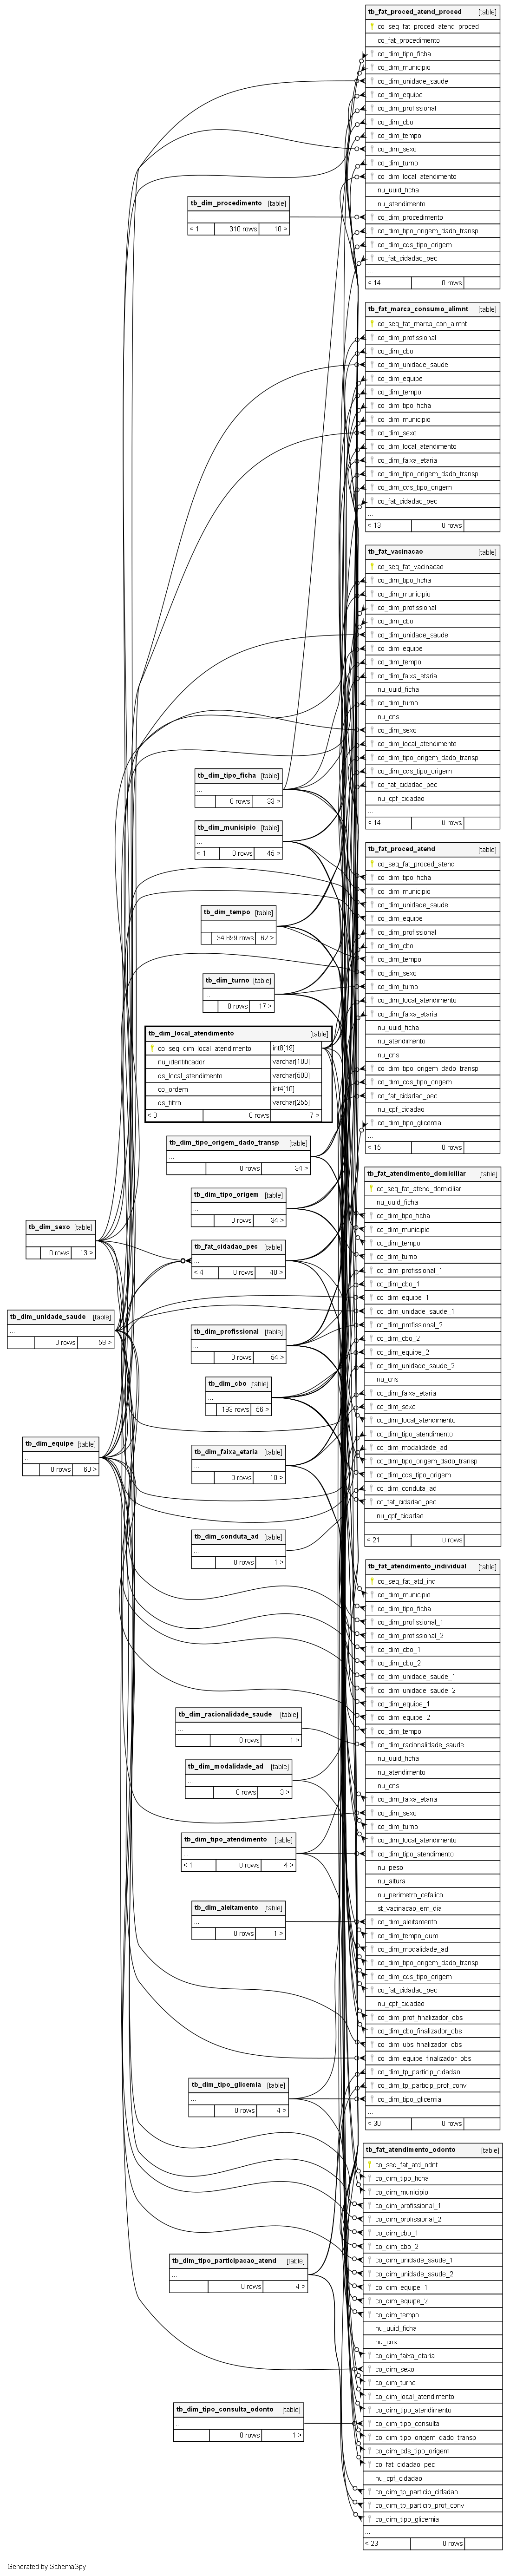 tb_fat_proced_atend_proced [table]
co_seq_fat_proced_atend_proced
co_fat_procedimento
co_dim_tipo_ficha
co_dim_municipio
co_dim_unidade_saude
co_dim_equipe
co_dim_profissional
co_dim_cbo
co_dim_tempo
co_dim_sexo
co_dim_turno
co_dim_local_atendimento
nu_uuid_ficha
nu_atendimento
co_dim_procedimento
co_dim_tipo_origem_dado_transp
co_dim_cds_tipo_origem
co_fat_cidadao_pec
...
< 14 0 rows
tb_dim_procedimento [table]
...
< 1 310 rows 10 >
tb_fat_marca_consumo_alimnt [table]
co_seq_fat_marca_con_almnt
co_dim_profissional
co_dim_cbo
co_dim_unidade_saude
co_dim_equipe
co_dim_tempo
co_dim_tipo_ficha
co_dim_municipio
co_dim_sexo
co_dim_local_atendimento
co_dim_faixa_etaria
co_dim_tipo_origem_dado_transp
co_dim_cds_tipo_origem
co_fat_cidadao_pec
...
< 13 0 rows
tb_fat_vacinacao [table]
co_seq_fat_vacinacao
co_dim_tipo_ficha
co_dim_municipio
co_dim_profissional
co_dim_cbo
co_dim_unidade_saude
co_dim_equipe
co_dim_tempo
co_dim_faixa_etaria
nu_uuid_ficha
co_dim_turno
nu_cns
co_dim_sexo
co_dim_local_atendimento
co_dim_tipo_origem_dado_transp
co_dim_cds_tipo_origem
co_fat_cidadao_pec
nu_cpf_cidadao
...
< 14 0 rows
tb_dim_tipo_ficha [table]
...
0 rows 33 >
tb_dim_municipio [table]
...
< 1 0 rows 45 >
tb_dim_tempo [table]
...
34.699 rows 62 >
tb_dim_turno [table]
...
0 rows 17 >
tb_dim_local_atendimento [table]
co_seq_dim_local_atendimento int8[19]
nu_identificador varchar[100]
ds_local_atendimento varchar[500]
co_ordem int4[10]
ds_filtro varchar[255]
< 0 0 rows 7 >
tb_fat_proced_atend [table]
co_seq_fat_proced_atend
co_dim_tipo_ficha
co_dim_municipio
co_dim_unidade_saude
co_dim_equipe
co_dim_profissional
co_dim_cbo
co_dim_tempo
co_dim_sexo
co_dim_turno
co_dim_local_atendimento
co_dim_faixa_etaria
nu_uuid_ficha
nu_atendimento
nu_cns
co_dim_tipo_origem_dado_transp
co_dim_cds_tipo_origem
co_fat_cidadao_pec
nu_cpf_cidadao
co_dim_tipo_glicemia
...
< 15 0 rows
tb_dim_tipo_origem_dado_transp [table]
...
0 rows 34 >
tb_dim_tipo_origem [table]
...
0 rows 34 >
tb_dim_sexo [table]
...
0 rows 13 >
tb_fat_cidadao_pec [table]
...
< 4 0 rows 40 >
tb_dim_unidade_saude [table]
...
0 rows 59 >
tb_dim_profissional [table]
...
0 rows 54 >
tb_dim_cbo [table]
...
193 rows 56 >
tb_dim_equipe [table]
...
0 rows 60 >
tb_dim_faixa_etaria [table]
...
0 rows 10 >
tb_dim_conduta_ad [table]
...
0 rows 1 >
tb_fat_atendimento_domiciliar [table]
co_seq_fat_atend_domiciliar
nu_uuid_ficha
co_dim_tipo_ficha
co_dim_municipio
co_dim_tempo
co_dim_turno
co_dim_profissional_1
co_dim_cbo_1
co_dim_equipe_1
co_dim_unidade_saude_1
co_dim_profissional_2
co_dim_cbo_2
co_dim_equipe_2
co_dim_unidade_saude_2
nu_cns
co_dim_faixa_etaria
co_dim_sexo
co_dim_local_atendimento
co_dim_tipo_atendimento
co_dim_modalidade_ad
co_dim_tipo_origem_dado_transp
co_dim_cds_tipo_origem
co_dim_conduta_ad
co_fat_cidadao_pec
nu_cpf_cidadao
...
< 21 0 rows
tb_fat_atendimento_individual [table]
co_seq_fat_atd_ind
co_dim_municipio
co_dim_tipo_ficha
co_dim_profissional_1
co_dim_profissional_2
co_dim_cbo_1
co_dim_cbo_2
co_dim_unidade_saude_1
co_dim_unidade_saude_2
co_dim_equipe_1
co_dim_equipe_2
co_dim_tempo
co_dim_racionalidade_saude
nu_uuid_ficha
nu_atendimento
nu_cns
co_dim_faixa_etaria
co_dim_sexo
co_dim_turno
co_dim_local_atendimento
co_dim_tipo_atendimento
nu_peso
nu_altura
nu_perimetro_cefalico
st_vacinacao_em_dia
co_dim_aleitamento
co_dim_tempo_dum
co_dim_modalidade_ad
co_dim_tipo_origem_dado_transp
co_dim_cds_tipo_origem
co_fat_cidadao_pec
nu_cpf_cidadao
co_dim_prof_finalizador_obs
co_dim_cbo_finalizador_obs
co_dim_ubs_finalizador_obs
co_dim_equipe_finalizador_obs
co_dim_tp_particip_cidadao
co_dim_tp_particip_prof_conv
co_dim_tipo_glicemia
...
< 30 0 rows
tb_dim_racionalidade_saude [table]
...
0 rows 1 >
tb_dim_modalidade_ad [table]
...
0 rows 3 >
tb_dim_tipo_atendimento [table]
...
< 1 0 rows 4 >
tb_dim_aleitamento [table]
...
0 rows 1 >
tb_dim_tipo_glicemia [table]
...
0 rows 4 >
tb_dim_tipo_participacao_atend [table]
...
0 rows 4 >
tb_dim_tipo_consulta_odonto [table]
...
0 rows 1 >
tb_fat_atendimento_odonto [table]
co_seq_fat_atd_odnt
co_dim_tipo_ficha
co_dim_municipio
co_dim_profissional_1
co_dim_profissional_2
co_dim_cbo_1
co_dim_cbo_2
co_dim_unidade_saude_1
co_dim_unidade_saude_2
co_dim_equipe_1
co_dim_equipe_2
co_dim_tempo
nu_uuid_ficha
nu_cns
co_dim_faixa_etaria
co_dim_sexo
co_dim_turno
co_dim_local_atendimento
co_dim_tipo_atendimento
co_dim_tipo_consulta
co_dim_tipo_origem_dado_transp
co_dim_cds_tipo_origem
co_fat_cidadao_pec
nu_cpf_cidadao
co_dim_tp_particip_cidadao
co_dim_tp_particip_prof_conv
co_dim_tipo_glicemia
...
< 23 0 rows
Generated by SchemaSpy